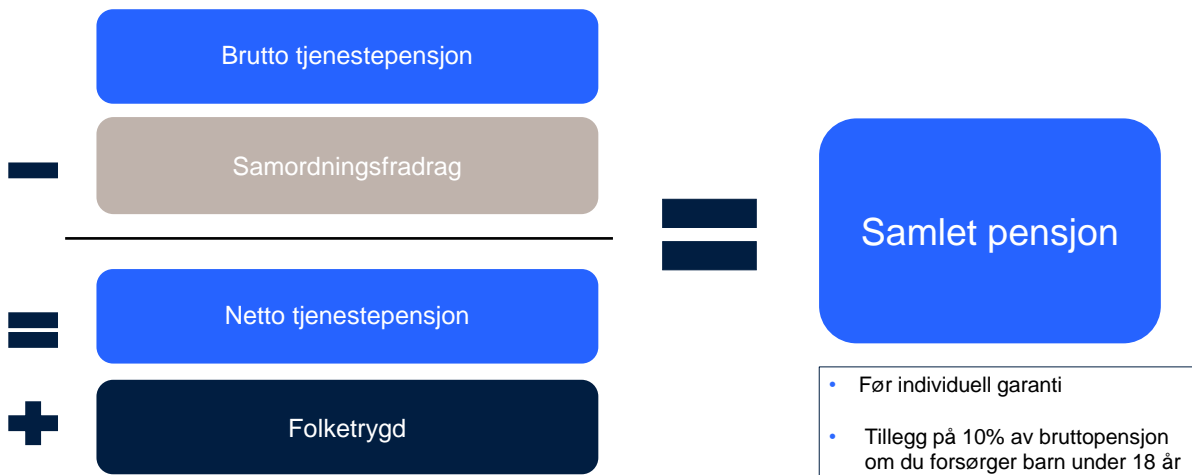 Brutto tjenestepensjon
Samordningsfradrag
Netto tjenestepensjon
Folketrygd
Samlet pensjon
• Før individuell garanti
• Tillegg på 10% av bruttopensjon
om du forsørger barn under 18 år